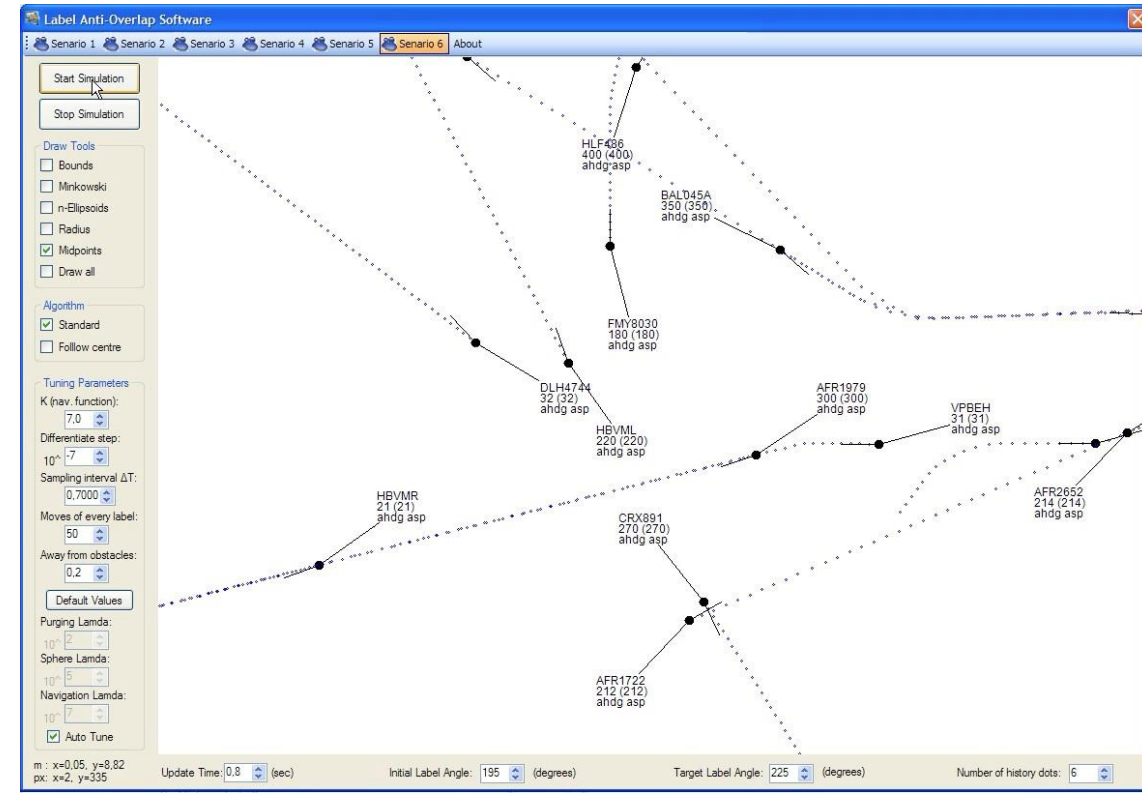 Label Anti-Overlap Software
Senario 1 Senario 2 Senario 3 Senario 4 Senario 5 Senario 6 About
Start Simulation
Stop Simulation
Draw Tools
Bounds
Minkowski
n-Ellipsoids
Radius
Midpoints
Draw all
Algorithm
Standard
Folllow centre
Tuning Parameters
K (nav. function):
7,0
Differentiate step:
10^ -7
Sampling interval ΔT:
0,7000
Moves of every label:
50
Away from obstacles:
0,2
Default Values
Purging Lamda:
10^ 2
Sphere Lamda:
10^ 5
Navigation Lamda:
10^ 7
Auto Tune
m : x=0,05, y=8,82
px: x=2, y=335
HLF486
400 (400)
ahdg asp
BAL045A
350 (350)
ahdg asp
FMY8030
180 (180)
ahdg asp
DLH4744
32 (32)
ahdg asp
HBVML
220 (220)
ahdg asp
AFR1979
300 (300)
ahdg asp
VPBEH
31 (31)
ahdg asp
HBVMR
21 (21)
ahdg asp
CRX891
270 (270)
ahdg asp
AFR2652
214 (214)
ahdg asp
AFR1722
212 (212)
ahdg asp
Update Time: 0,8 (sec) Initial Label Angle: 195 (degrees) Target Label Angle: 225 (degrees) Number of history dots: 6